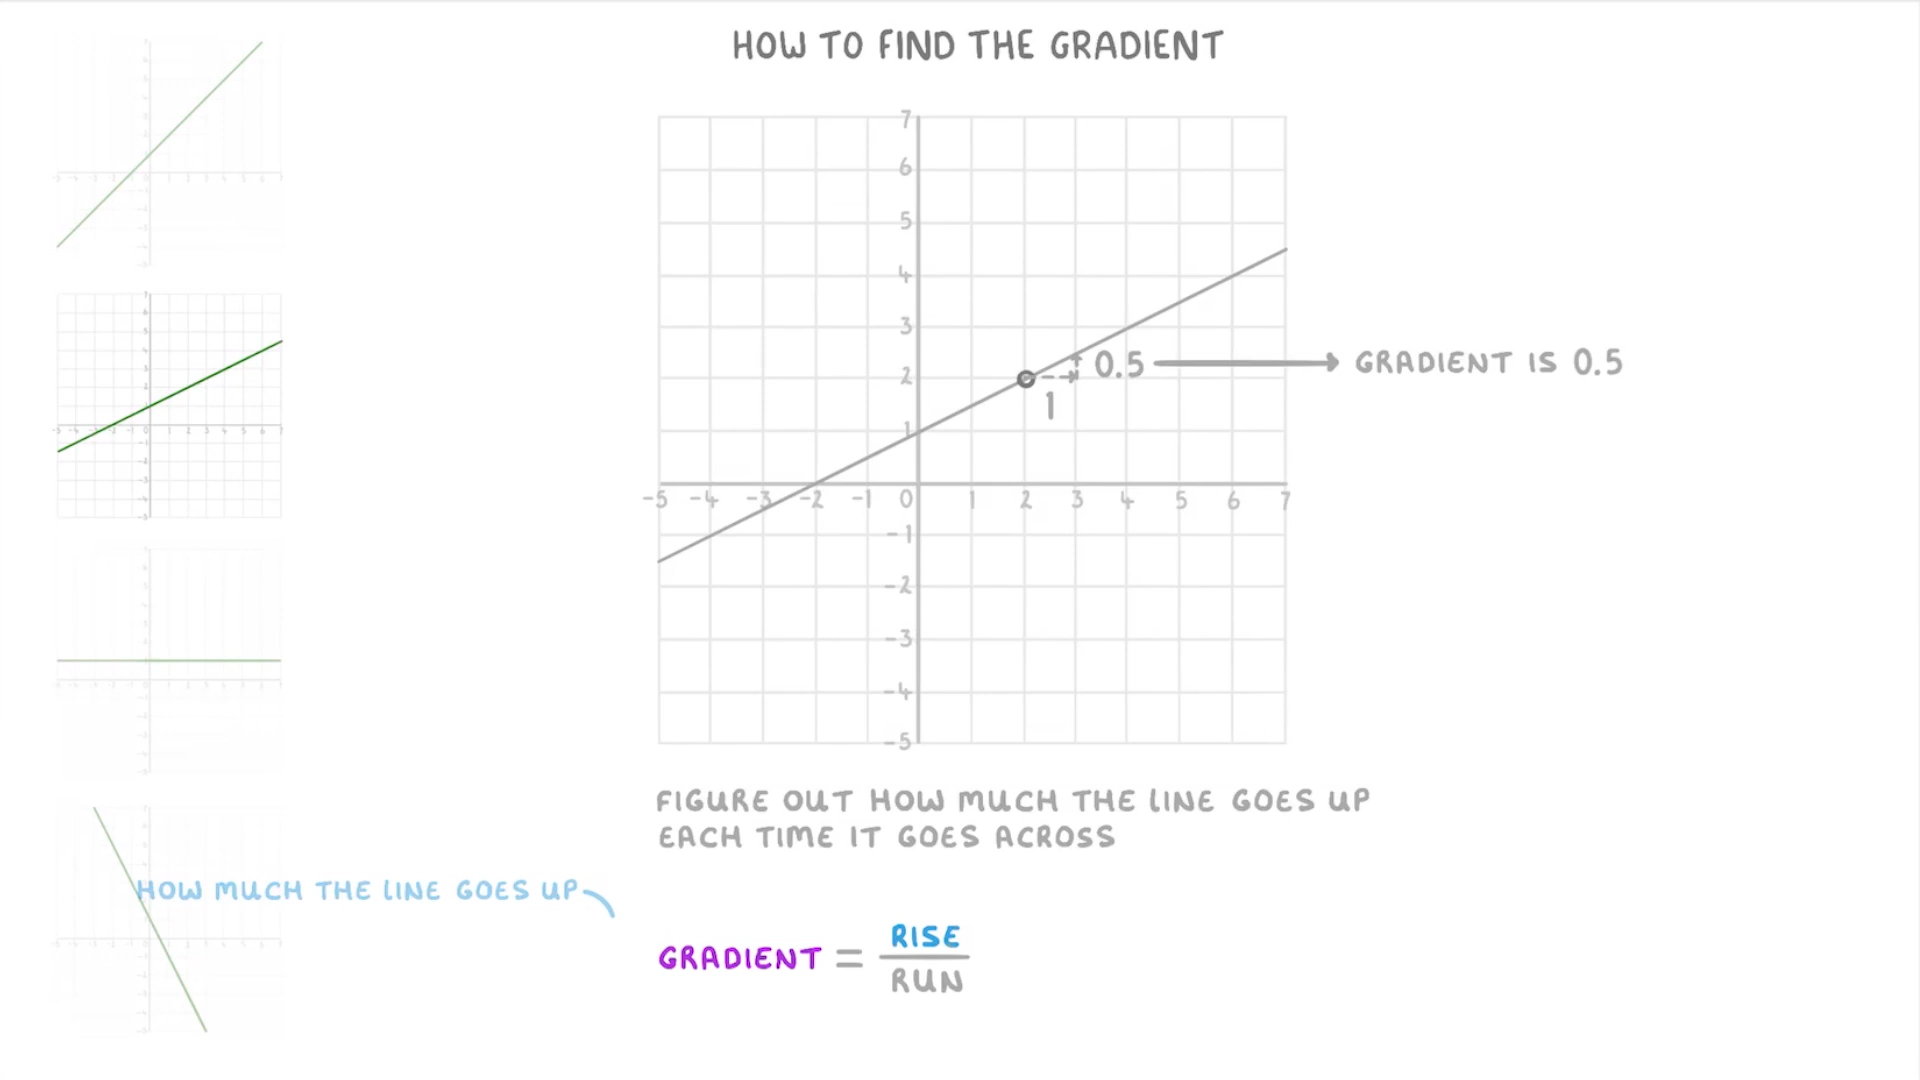 HOW TO FIND THE GRADIENT
7
6
5
4
3
2
1
0.5
GRADIENT IS 0.5
1
-5 -4 -3 -2 -1 0 1 2 3 4 5 6 7
-1
-2
-3
-4
-5
FIGURE OUT HOW MUCH THE LINE GOES UP
EACH TIME IT GOES ACROSS
HOW MUCH THE LINE GOES UP
GRADIENT = RISE
RUN